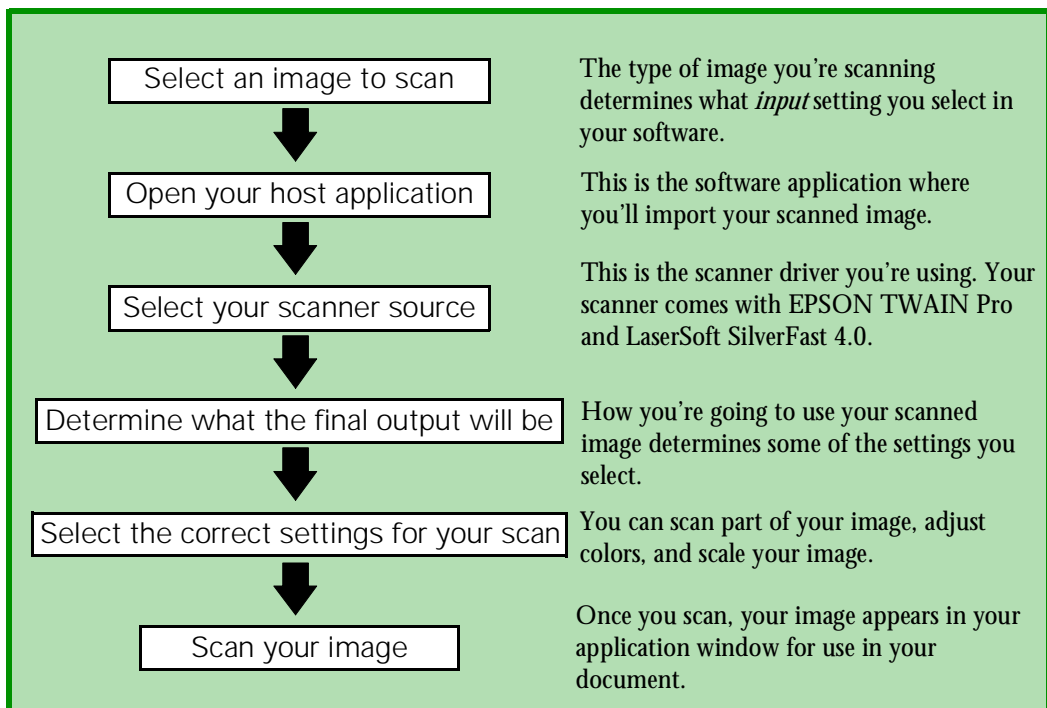 Select an image to scan
The type of image you're scanning
determines what input setting you select in
your software.
Open your host application
This is the software application where
you'll import your scanned image.
Select your scanner source
This is the scanner driver you're using. Your
scanner comes with EPSON TWAIN Pro
and LaserSoft SilverFast 4.0.
Determine what the final output will be
How you're going to use your scanned
image determines some of the settings you
select.
Select the correct settings for your scan
You can scan part of your image, adjust
colors, and scale your image.
Scan your image
Once you scan, your image appears in your
application window for use in your
document.